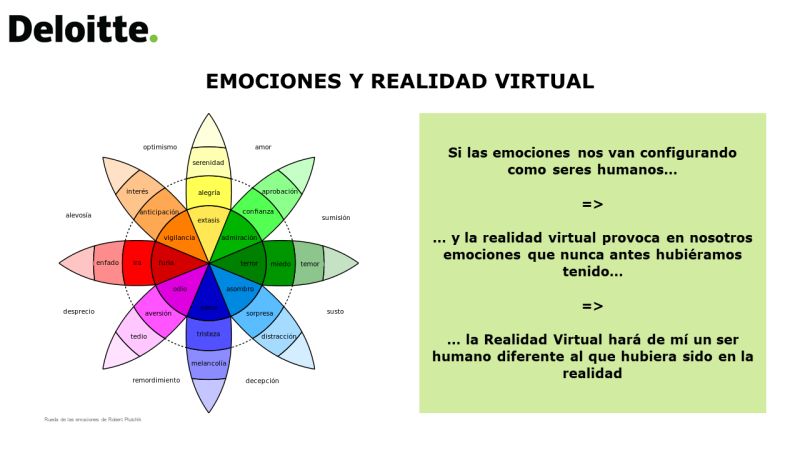 Deloitte.
EMOCIONES Y REALIDAD VIRTUAL
optimismo
amor
serenidad
interés
alegría
aprobación
anticipación
confianza
alevosía
extasis
sumisión
vigilancia
admiración
enfado
ira
furia
terror
miedo
temor
odio
asombro
desprecio
aversión
sorpresa
susto
tedio
tristeza
distracción
melancolía
remordimiento
decepción
Rueda de las emociones de Robert Plutchik
Si las emociones nos van configurando
como seres humanos...
=>
... y la realidad virtual provoca en nosotros
emociones que nunca antes hubiéramos
tenido...
=>
... la Realidad Virtual hará de mí un ser
humano diferente al que hubiera sido en la
realidad